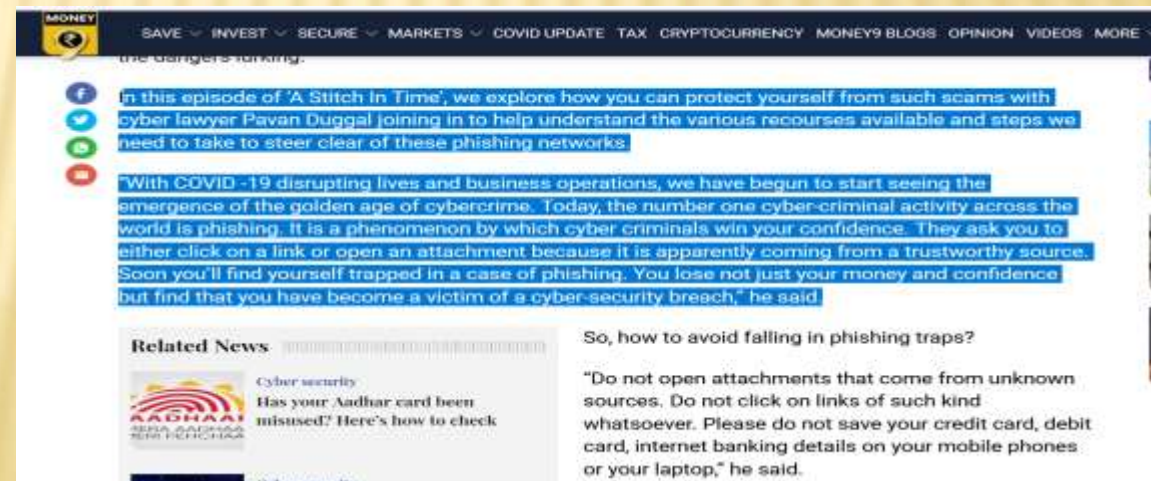 MONEY
9
SAVE INVEST SECURE MARKETS COVID UPDATE TAX CRYPTOCURRENCY MONEY9 BLOGS OPINION VIDEOS MORE
the dangers lurking.
In this episode of 'A Stitch In Time', we explore how you can protect yourself from such scams with
cyber lawyer Pavan Duggal joining in to help understand the various recourses available and steps we
need to take to steer clear of these phishing networks.
"With COVID -19 disrupting lives and business operations, we have begun to start seeing the
emergence of the golden age of cybercrime. Today, the number one cyber-criminal activity across the
world is phishing. It is a phenomenon by which cyber criminals win your confidence. They ask you to
either click on a link or open an attachment because it is apparently coming from a trustworthy source.
Soon you'll find yourself trapped in a case of phishing. You lose not just your money and confidence
but find that you have become a victim of a cyber-security breach," he said.
Related News
Cyber security
Has your Aadhar card been
misused? Here's how to check
AADHAAR
So, how to avoid falling in phishing traps?
"Do not open attachments that come from unknown
sources. Do not click on links of such kind
whatsoever. Please do not save your credit card, debit
card, internet banking details on your mobile phones
or your laptop," he said.